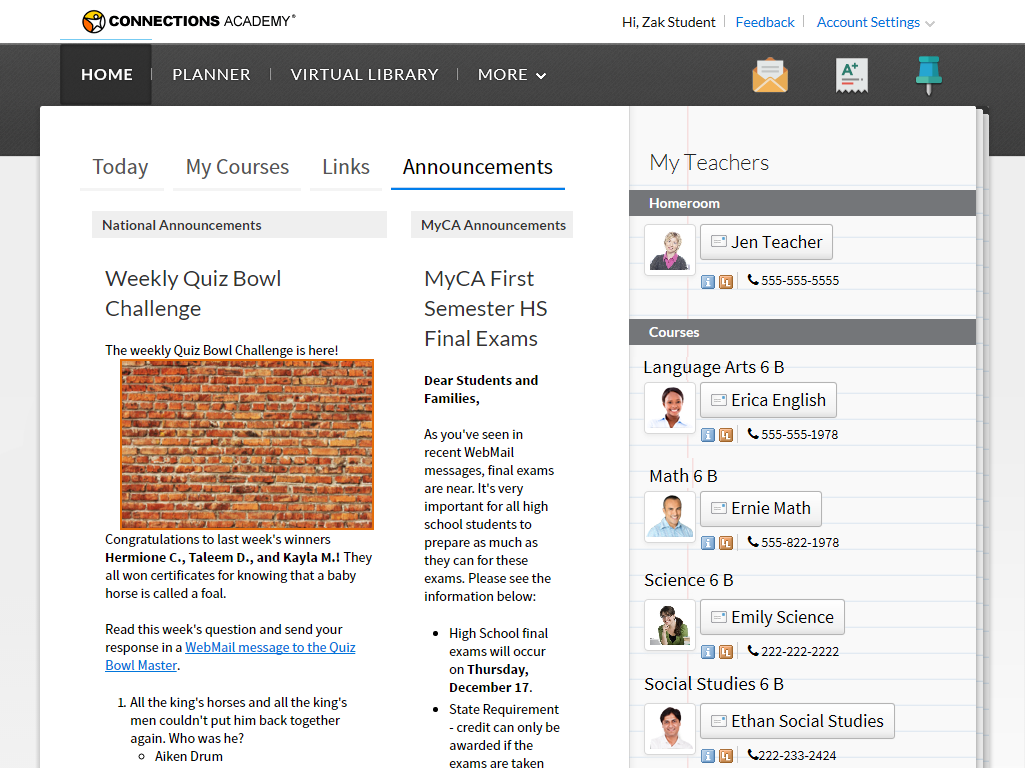 CONNECTIONS ACADEMY®
Hi, Zak Student
Feedback
Account Settings
HOME
PLANNER
VIRTUAL LIBRARY
MORE
A+
Today
My Courses
Links
Announcements
National Announcements
Weekly Quiz Bowl
Challenge
The weekly Quiz Bowl Challenge is here!
Congratulations to last week's winners
Hermione C., Taleem D., and Kayla M.! They
all won certificates for knowing that a baby
horse is called a foal.
Read this week's question and send your
response in a WebMail message to the Quiz
Bowl Master.
1. All the king's horses and all the king's
men couldn't put him back together
again. Who was he?
Aiken Drum
MyCA Announcements
MyCA First
Semester HS
Final Exams
Dear Students and
Families,
As you've seen in
recent WebMail
messages, final exams
are near. It's very
important for all high
school students to
prepare as much as
they can for these
exams. Please see the
information below:
High School final
exams will occur
on Thursday,
December 17.
State Requirement
- credit can only be
awarded if the
exams are taken
My Teachers
Homeroom
Jen Teacher
555-555-5555
Courses
Language Arts 6 B
Erica English
555-555-1978
Math 6 B
Ernie Math
555-822-1978
Science 6 B
Emily Science
222-222-2222
Social Studies 6 B
Ethan Social Studies
222-233-2424